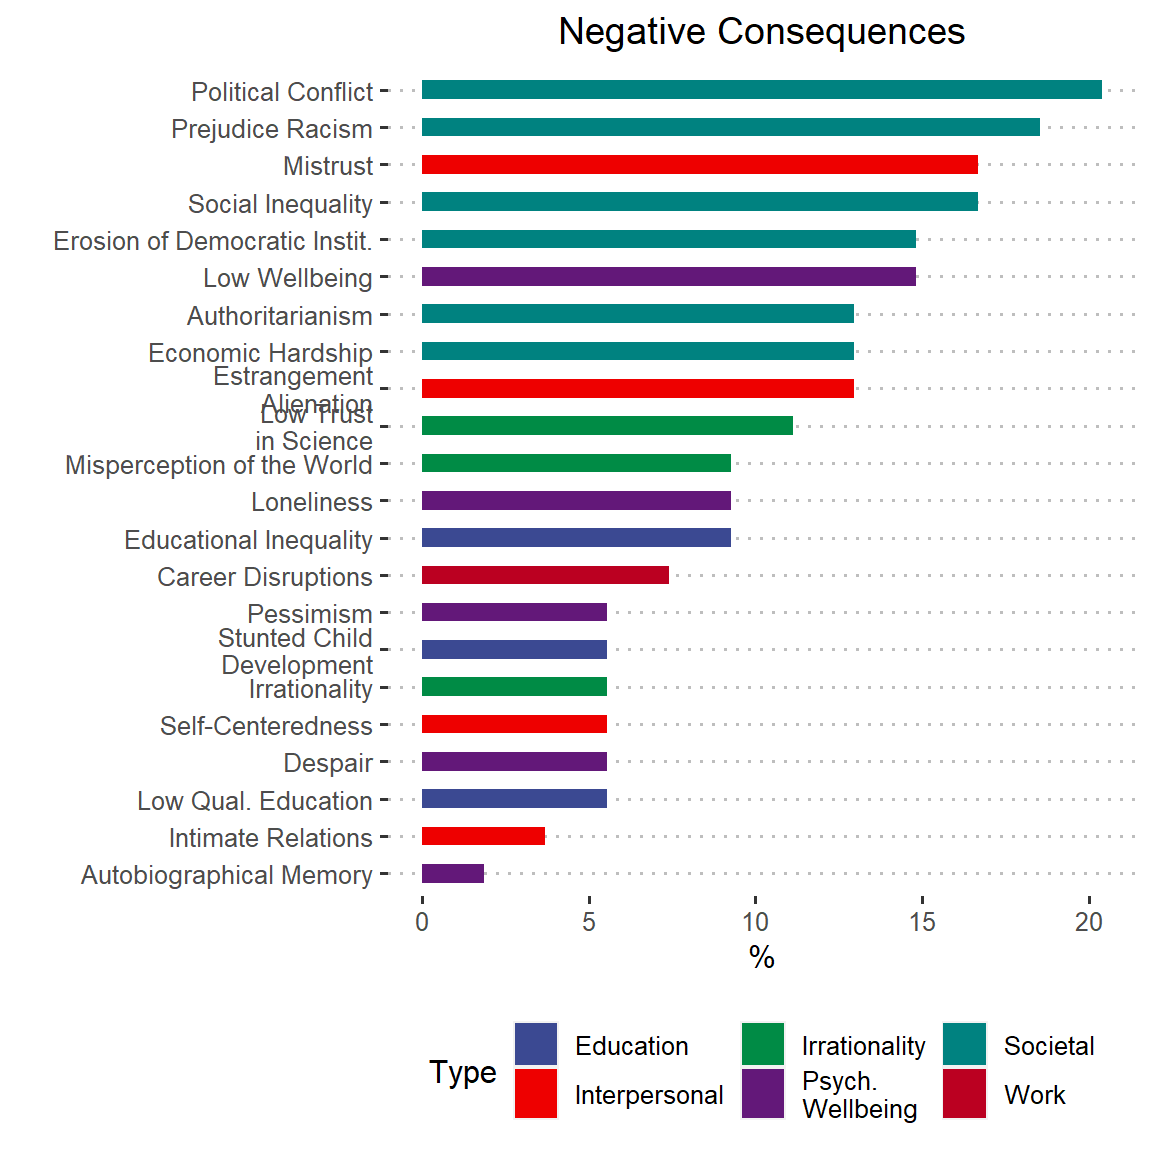 Negative Consequences
Political Conflict
Prejudice Racism
Mistrust
Social Inequality
Erosion of Democratic Instit.
Low Wellbeing
Authoritarianism
Economic Hardship
Estrangement
Alienation
Low Trust
in Science
Misperception of the World
Loneliness
Educational Inequality
Career Disruptions
Pessimism
Stunted Child
Development
Irrationality
Self-Centeredness
Despair
Low Qual. Education
Intimate Relations
Autobiographical Memory
0 5 10 15 20
%
Type
Education
Interpersonal
Irrationality
Psych.
Wellbeing
Societal
Work